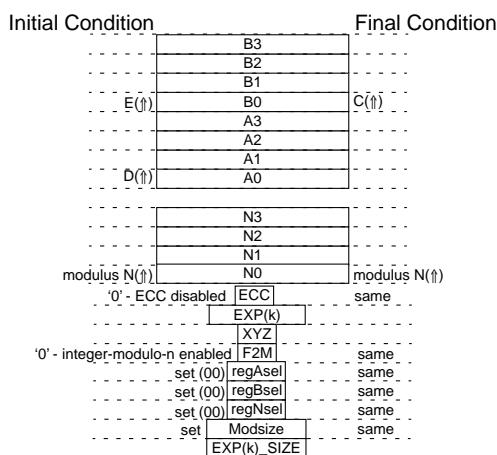 Initial Condition Final Condition
B3
B2
B1
E(⇑) B0 C(⇑)
A3
A2
A1
D(⇑) A0
N3
N2
N1
modulus N(⇑) N0 modulus N(⇑)
‘0’ - ECC disabled ECC same
EXP(k)
XYZ
‘0’ - integer-modulo-n enabled F2M same
set (00) regAsel same
set (00) regBsel same
set (00) regNsel same
set Modsize same
EXP(k)_SIZE